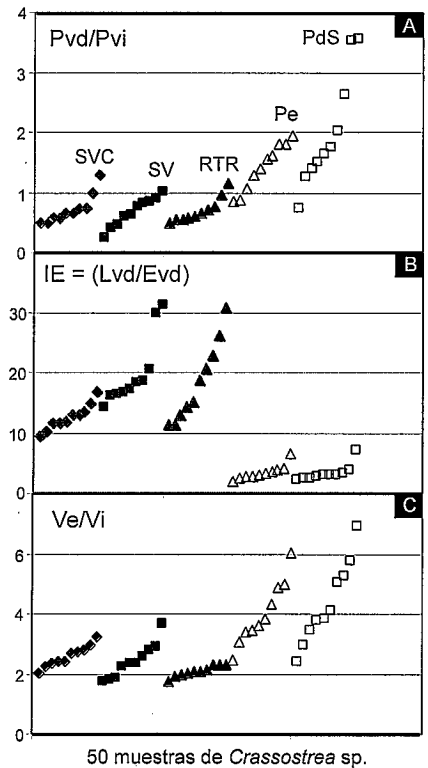 A
Pvd/Pvi
PdS
Pe
SVC
SV
RTR
4
3
2
1
0
B
IE = (Lvd/Evd)
30
20
10
0
C
Ve/Vi
6
4
2
0
50 muestras de Crassostrea sp.